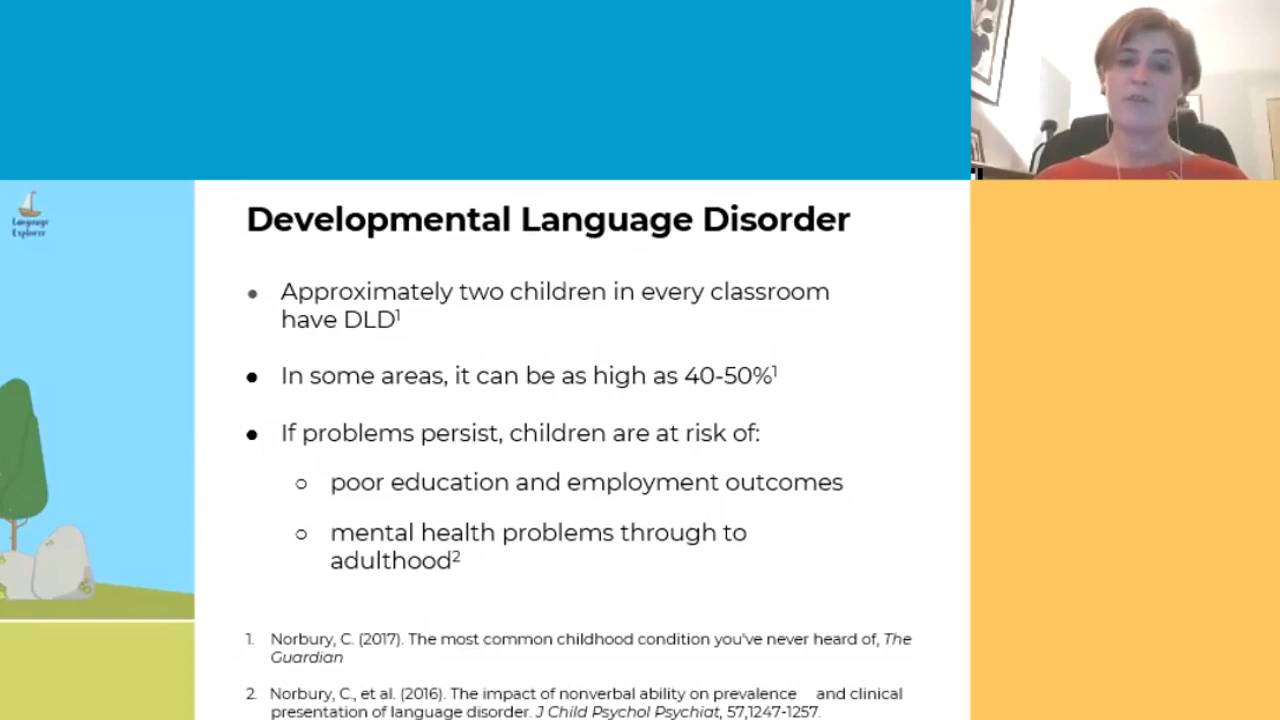 Language
Explorer
Developmental Language Disorder
• Approximately two children in every classroom
have DLD¹
• In some areas, it can be as high as 40-50%¹
• If problems persist, children are at risk of:
○ poor education and employment outcomes
○ mental health problems through to
adulthood²
1. Norbury, C. (2017). The most common childhood condition you've never heard of, The
Guardian
2. Norbury, C., et al. (2016). The impact of nonverbal ability on prevalence and clinical
presentation of language disorder. J Child Psychol Psychiat, 57,1247-1257.